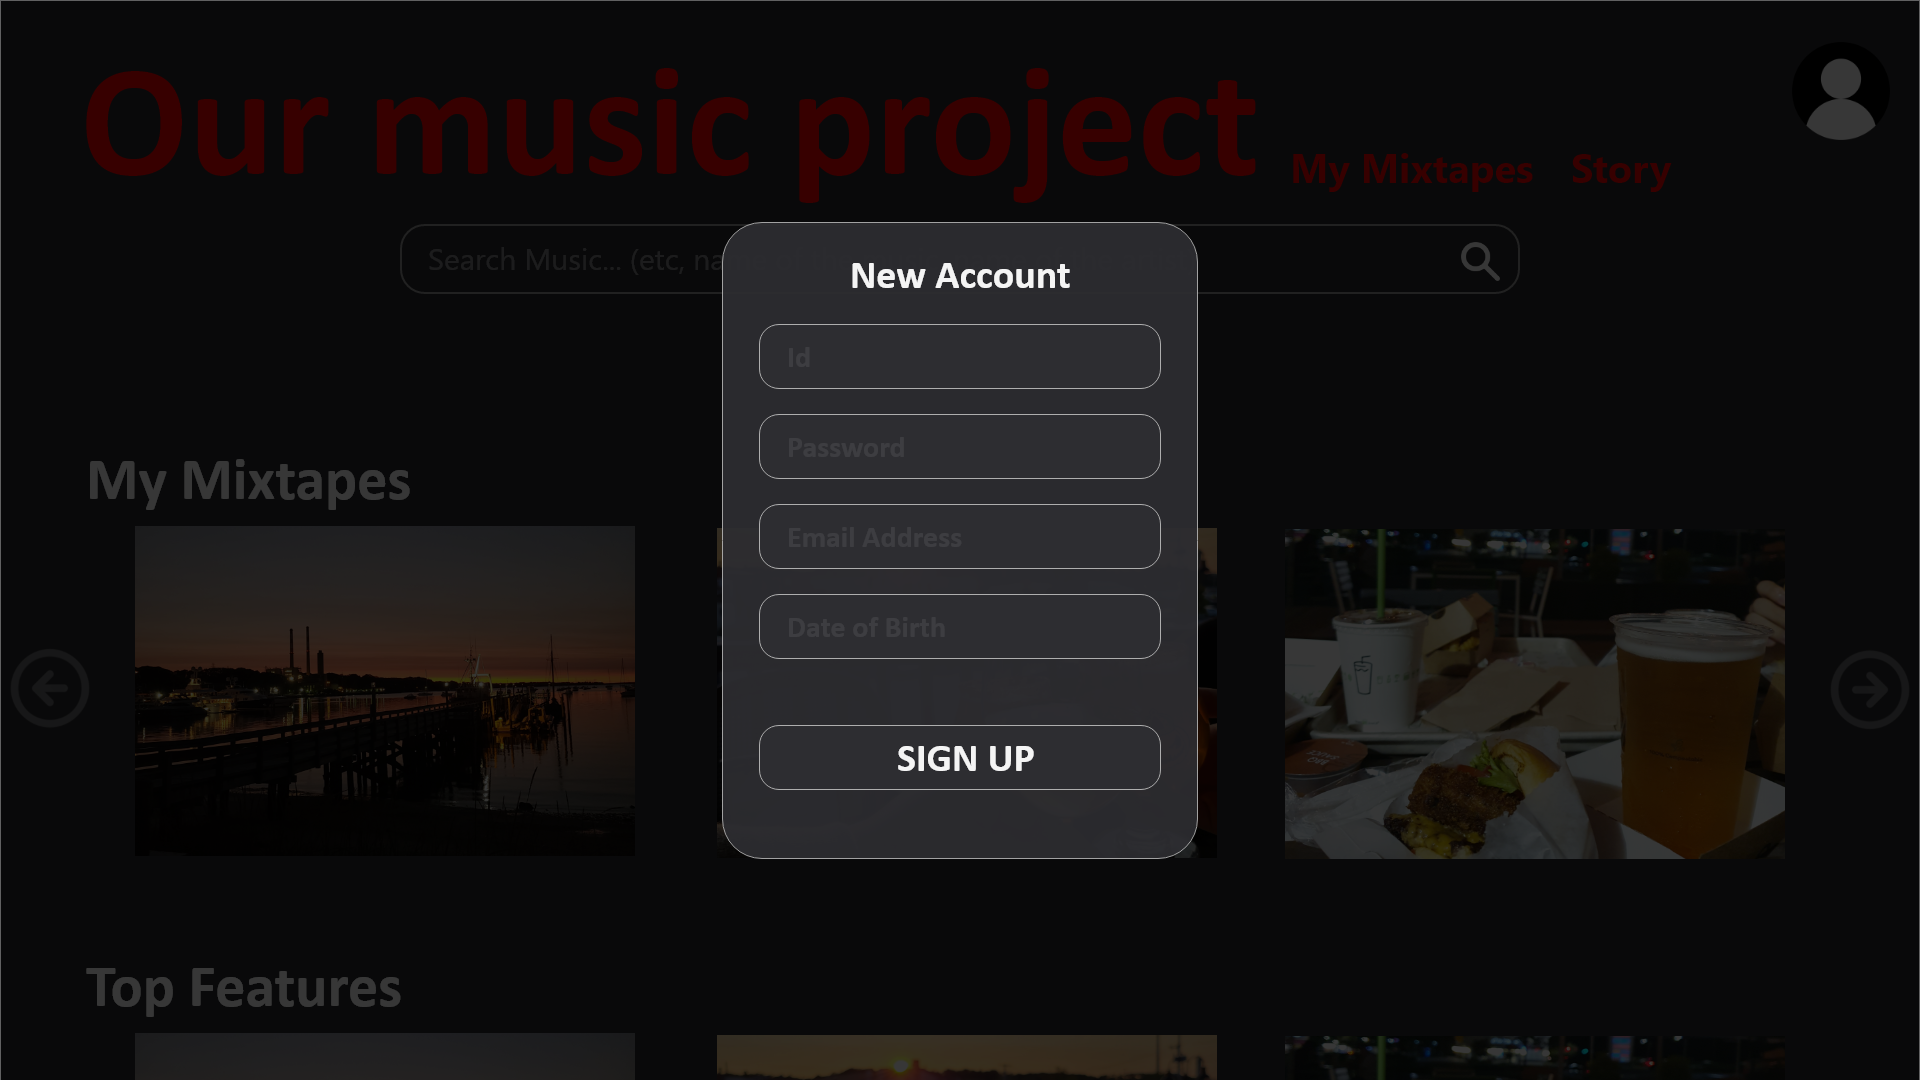 Our music project
My Mixtapes Story
Search Music... (etc, na
New Account
Id
Password
Email Address
Date of Birth
SIGN UP
My Mixtapes
Top Features